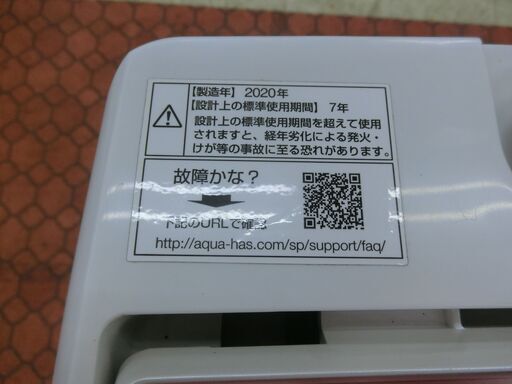 【製造年】 2020年
【設計上の標準使用期間】 7年
設計上の標準使用期間を超えて使用
されますと、経年劣化による発火・
けが等の事故に至る恐れがあります。
故障かな？
下記のURLで確認
http://aqua-has.com/sp/support/faq/